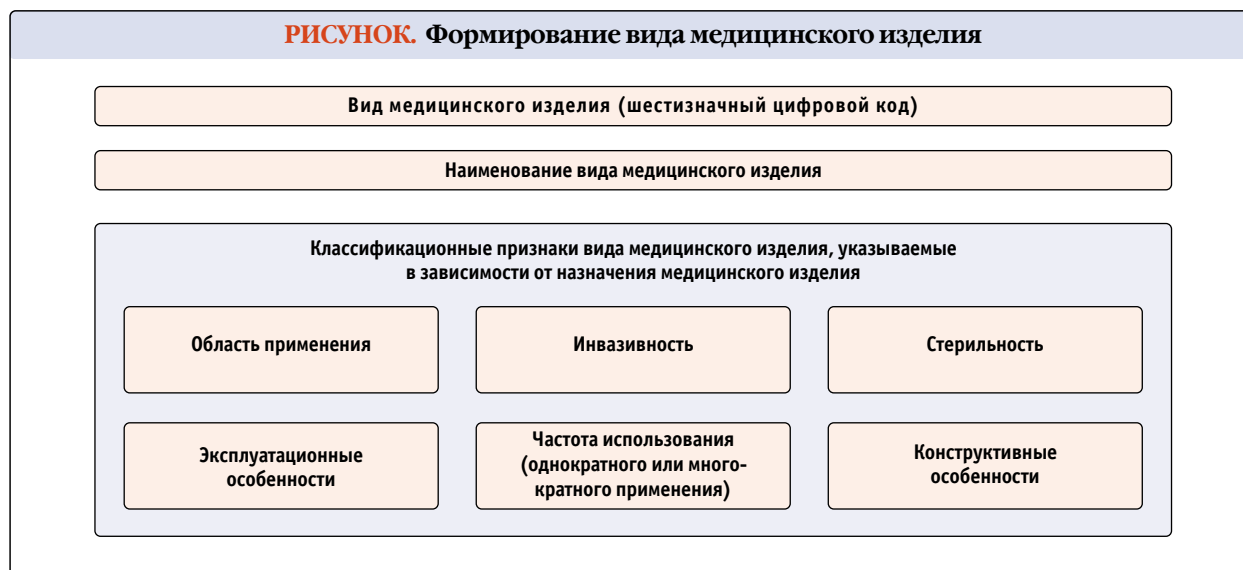 РИСУНОК. Формирование вида медицинского изделия
Вид медицинского изделия (шестизначный цифровой код)
Наименование вида медицинского изделия
Классификационные признаки вида медицинского изделия, указываемые
в зависимости от назначения медицинского изделия
Область применения
Инвазивность
Стерильность
Эксплуатационные
особенности
Частота использования
(однократного или много-
кратного применения)
Конструктивные
особенности